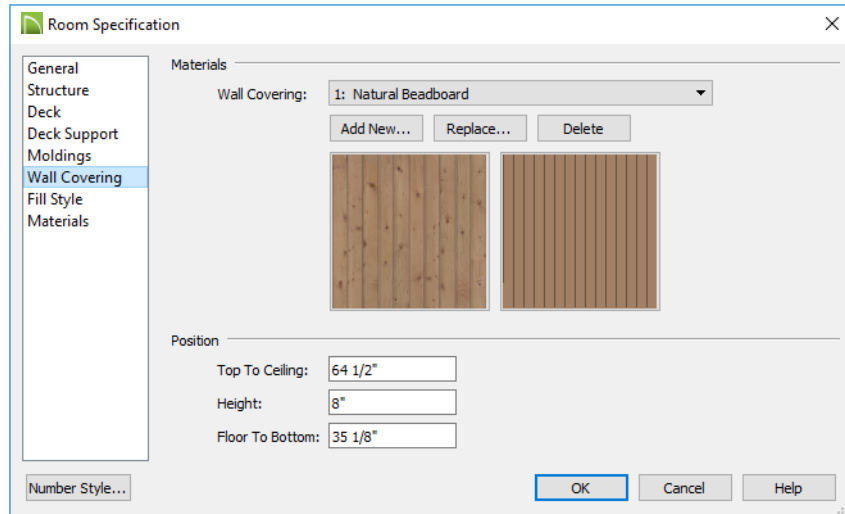 Room Specification
General
Structure
Deck
Deck Support
Moldings
Wall Covering
Fill Style
Materials
Materials
Wall Covering: 1: Natural Beadboard
Add New... Replace... Delete
Position
Top To Ceiling: 64 1/2"
Height: 8"
Floor To Bottom: 35 1/8"
Number Style... OK Cancel Help